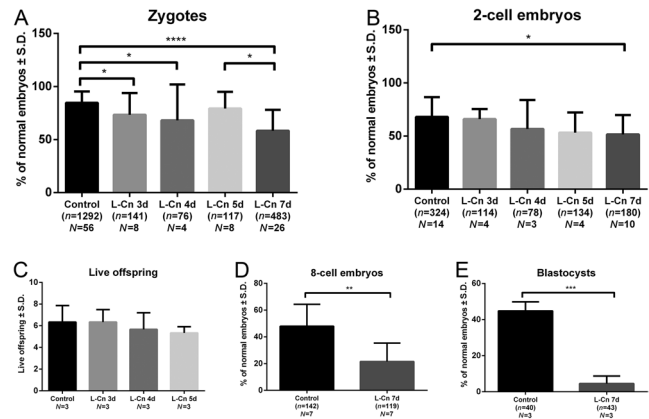 A Zygotes
% of normal embryos ± S.D.
150
100
50
0
****
*
*
*
Control L-Cn 3d L-Cn 4d L-Cn 5d L-Cn 7d
(n=1292) (n=141) (n=76) (n=117) (n=483)
N=56 N=8 N=4 N=8 N=26
B 2-cell embryos
% of normal embryos ± S.D.
150
100
50
0
*
Control L-Cn 3d L-Cn 4d L-Cn 5d L-Cn 7d
(n=324) (n=114) (n=78) (n=134) (n=180)
N=14 N=4 N=3 N=4 N=10
C Live offspring
Live offspring ± S.D.
10
8
6
4
2
0
Control L-Cn 3d L-Cn 4d L-Cn 5d
N=3 N=3 N=3 N=3
D 8-cell embryos
% of normal embryos ± S.D.
80
60
40
20
0
**
Control L-Cn 7d
(n=142) (n=119)
N=7 N=7
E Blastocysts
% of normal embryos ± S.D.
60
40
20
0
***
Control L-Cn 7d
(n=40) (n=43)
N=3 N=3